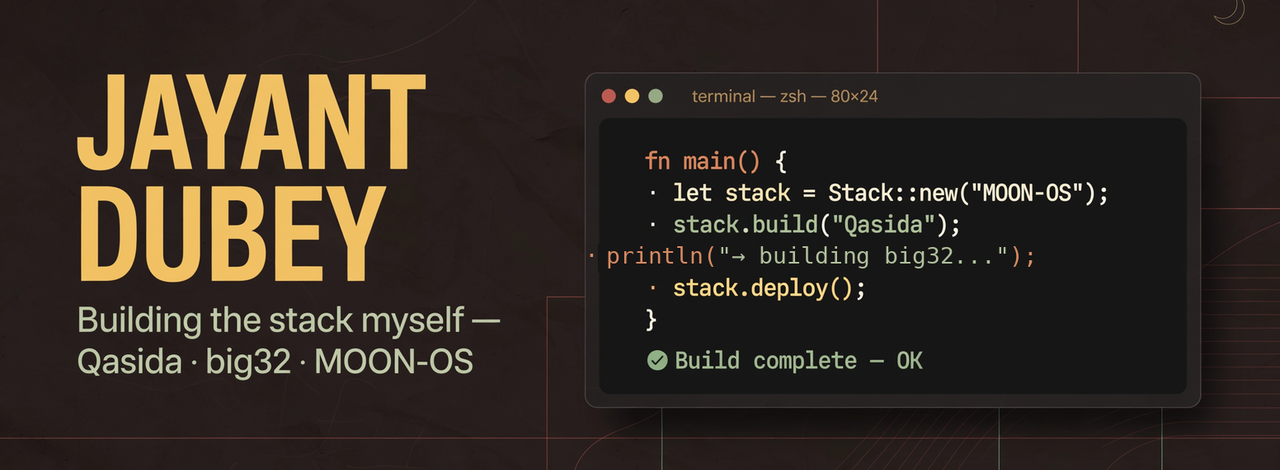 JAYANT
DUBEY
Building the stack myself —
Qasida · big32 · MOON-OS
terminal — zsh — 80×24
fn main() {
· let stack = Stack::new("MOON-OS");
· stack.build("Qasida");
· println("→ building big32...");
· stack.deploy();
}
Build complete — OK